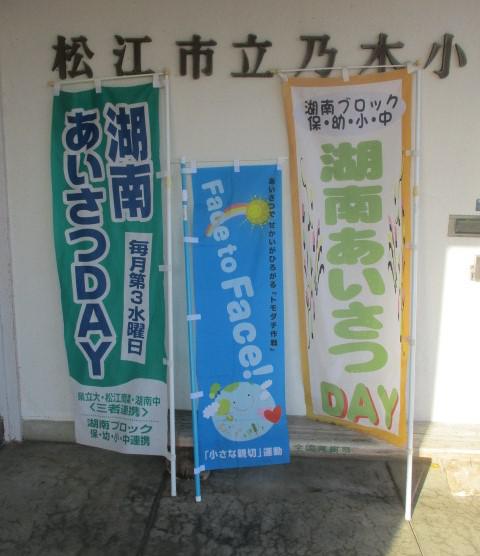 松江市立乃木小
湖南
あいさつDAY
毎月第3水曜日
県立大・松江商業・湖南中
＜三者連携＞
湖南ブロック
保・幼・小・中連携
あいさつで せかいがひろがる「トモダチ作戦」
Face to Face!!
「小さな親切」運動
湖南ブロック
保・幼・小・中
湖南あいさつ
DAY